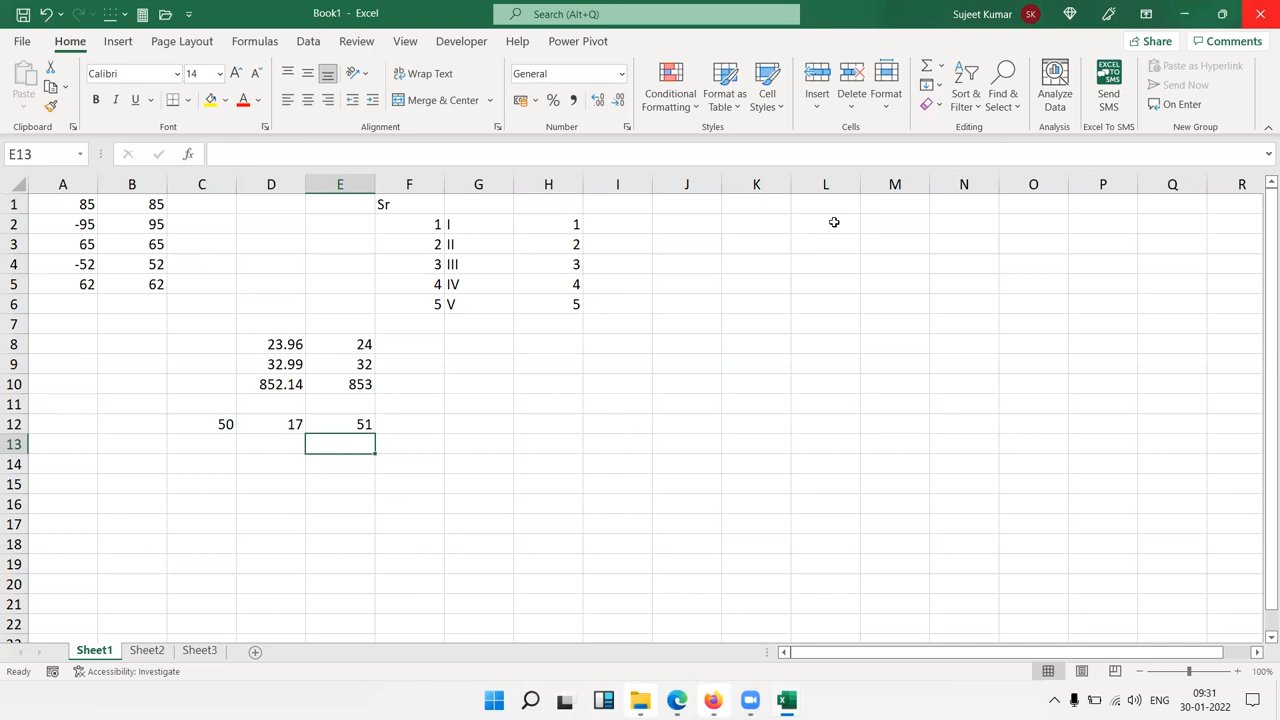 Book1 - Excel
Search (Alt+Q)
Sujeet Kumar
SK
File Home Insert Page Layout Formulas Data Review View Developer Help Power Pivot
Share
Comments
Paste
Calibri
14
B I U
Wrap Text
Merge & Center
General
Conditional Formatting
Format as Table
Cell Styles
Insert
Delete
Format
Sort & Filter
Find & Select
Analyze Data
EXCEL TO SMS
Send SMS
Paste as Hyperlink
Send Now
On Enter
Clipboard Font Alignment Number Styles Cells Editing Analysis Excel To SMS New Group
E13
fx
A B C D E F G H I J K L M N O P Q R
1 85 85 Sr
2 -95 95 1 I 1
3 65 65 2 II 2
4 -52 52 3 III 3
5 62 62 4 IV 4
6 5 V 5
7
8 23.96 24
9 32.99 32
10 852.14 853
11
12 50 17 51
13
14
15
16
17
18
19
20
21
22
Sheet1 Sheet2 Sheet3
Ready
Accessibility: Investigate
100%
ENG
09:31
30-01-2022